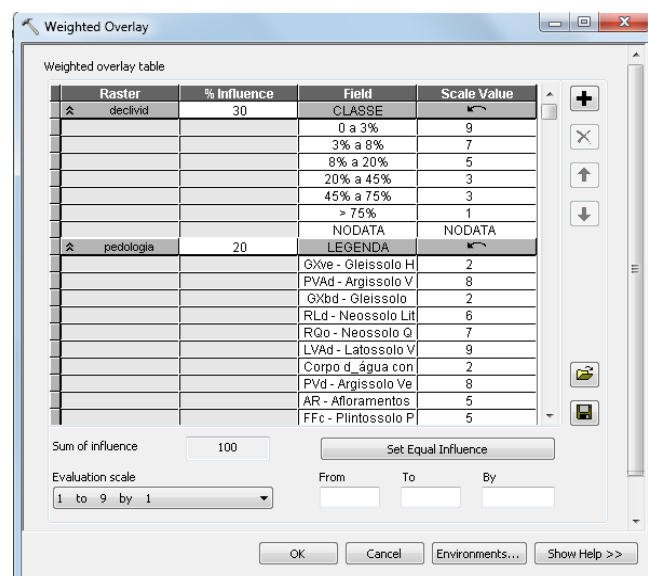 Weighted Overlay
Weighted overlay table
Raster % Influence Field Scale Value
declivid 30 CLASSE
0 a 3% 9
3% a 8% 7
8% a 20% 5
20% a 45% 3
45% a 75% 3
> 75% 1
NODATA NODATA
pedologia 20 LEGENDA
GXve - Gleissolo H 2
PVAd - Argissolo V 8
GXbd - Gleissolo 2
RLd - Neossolo Lit 6
RQo - Neossolo Q 7
LVAd - Latossolo V 9
Corpo d_água con 2
PVd - Argissolo Ve 8
AR - Afloramentos 5
FFc - Plintossolo P 5
Sum of influence 100 Set Equal Influence
Evaluation scale From To By
1 to 9 by 1
OK Cancel Environments... Show Help >>